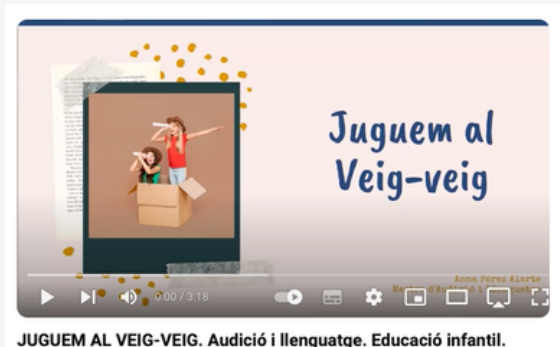 Juguem al
Veig-veig
Anna Pérez Alarte
0:00 / 3:18
JUGUEM AL VEIG-VEIG. Audició i llenguatge. Educació infantil.